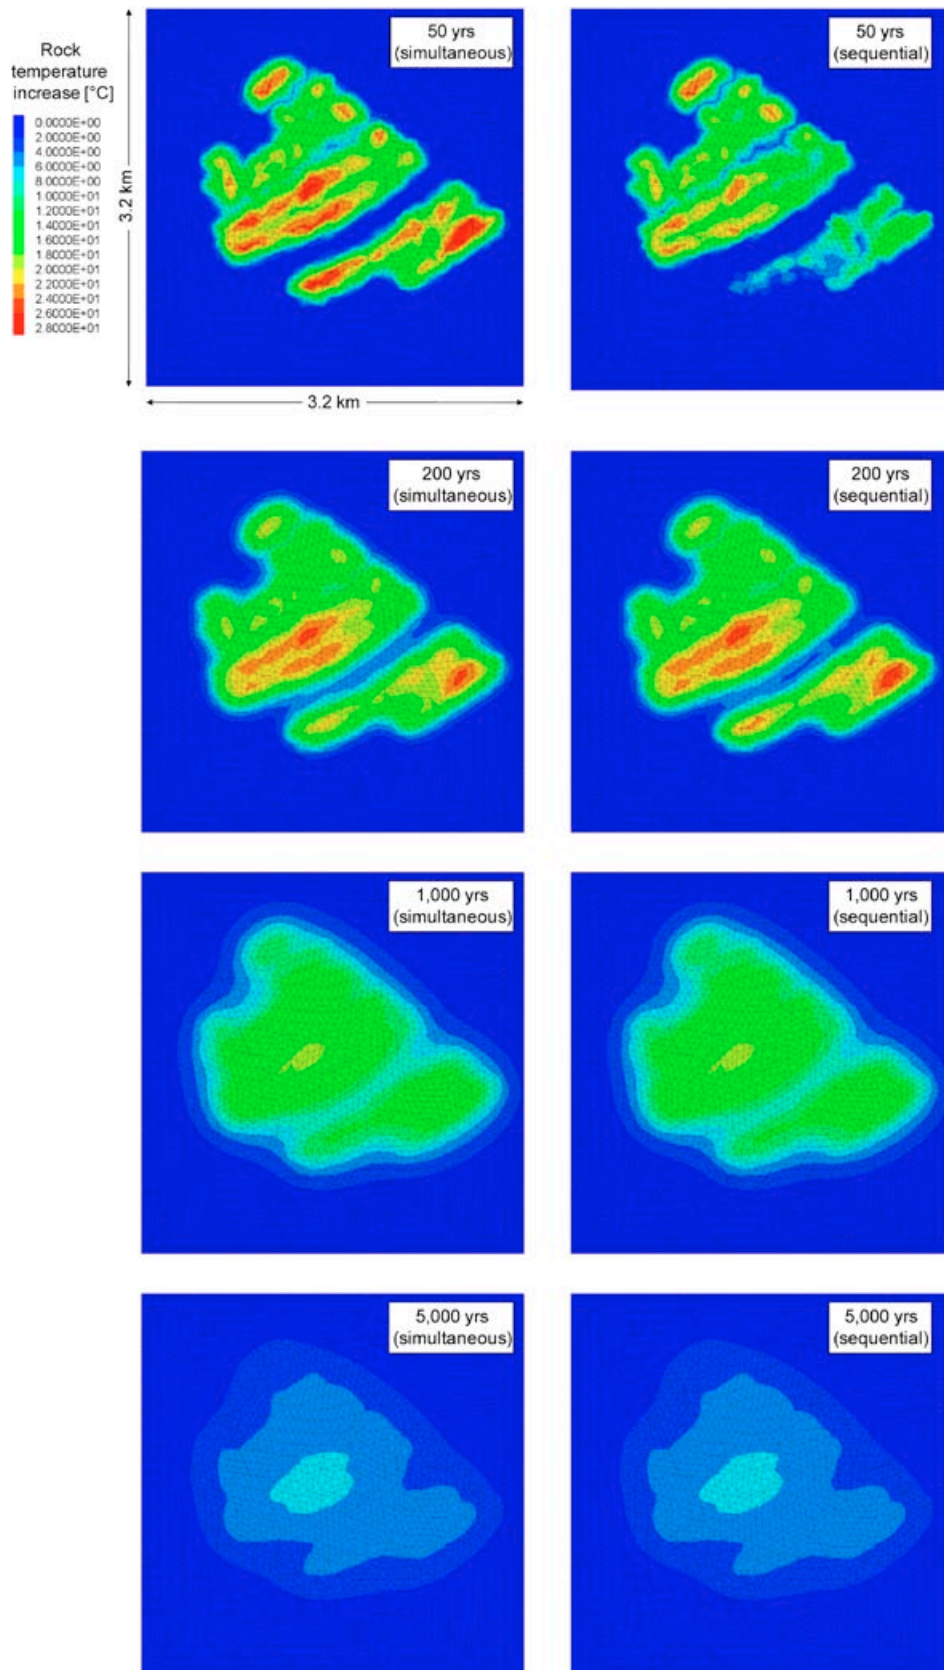 Rock
temperature
increase [°C]
0.0000E+00
2.0000E+00
4.0000E+00
6.0000E+00
8.0000E+00
1.0000E+01
1.2000E+01
1.4000E+01
1.6000E+01
1.8000E+01
2.0000E+01
2.2000E+01
2.4000E+01
2.6000E+01
2.8000E+01
3.2 km
3.2 km
50 yrs
(simultaneous)
50 yrs
(sequential)
200 yrs
(simultaneous)
200 yrs
(sequential)
1,000 yrs
(simultaneous)
1,000 yrs
(sequential)
5,000 yrs
(simultaneous)
5,000 yrs
(sequential)